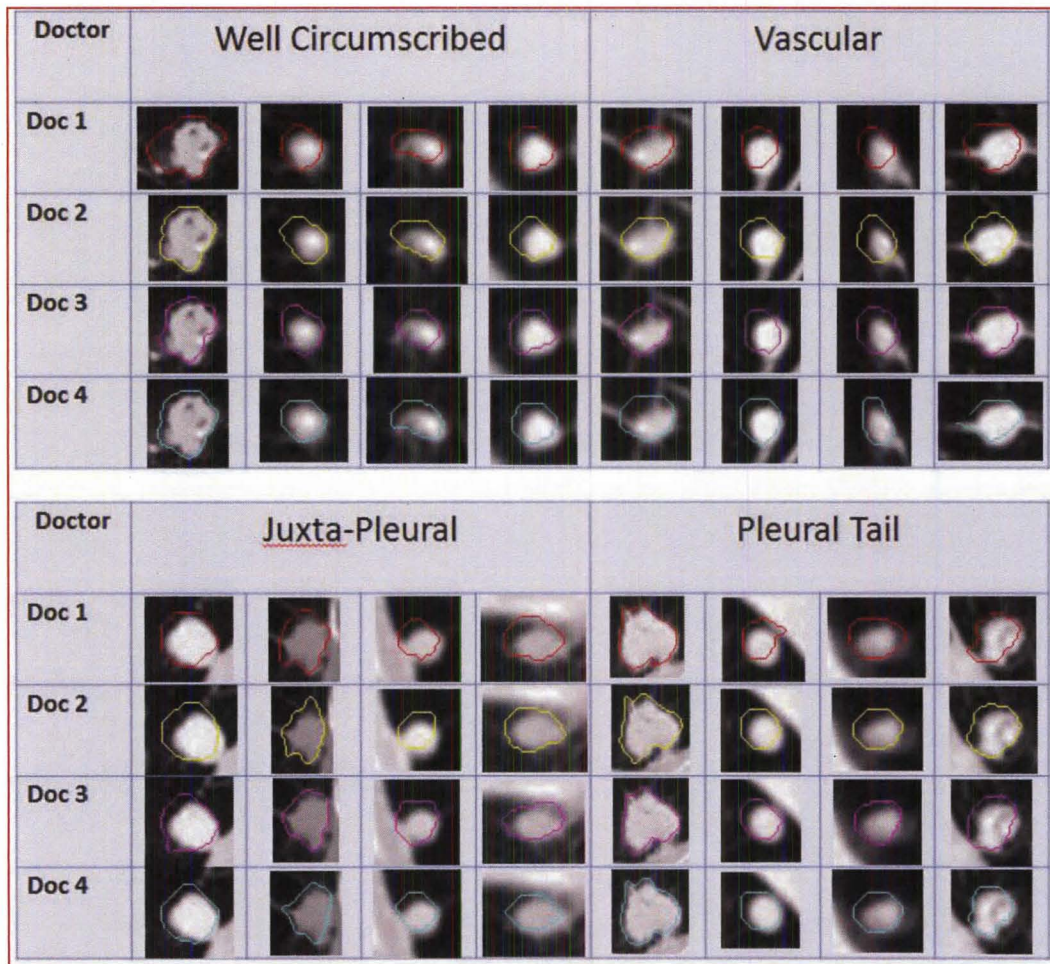 Doctor Well Circumscribed Vascular
Doc 1
Doc 2
Doc 3
Doc 4
Doctor Juxta-Pleural Pleural Tail
Doc 1
Doc 2
Doc 3
Doc 4